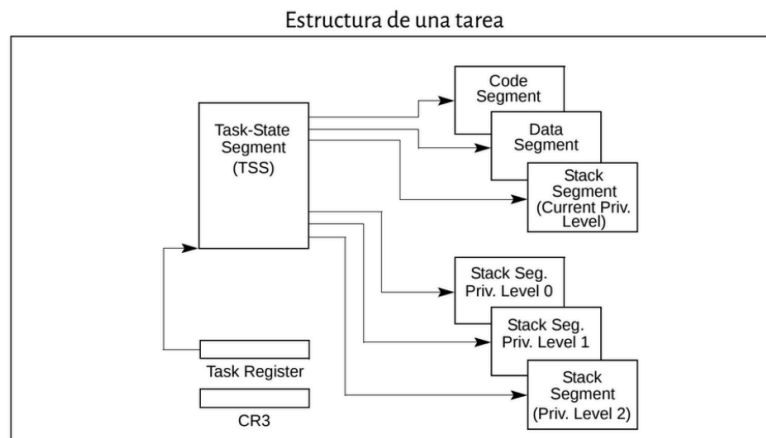 Estructura de una tarea
Code
Segment
Task-State
Segment
(TSS)
Data
Segment
Stack
Segment
(Current Priv.
Level)
Stack Seg.
Priv. Level 0
Stack Seg.
Priv. Level 1
Task Register
Stack
Segment
(Priv. Level 2)
CR3